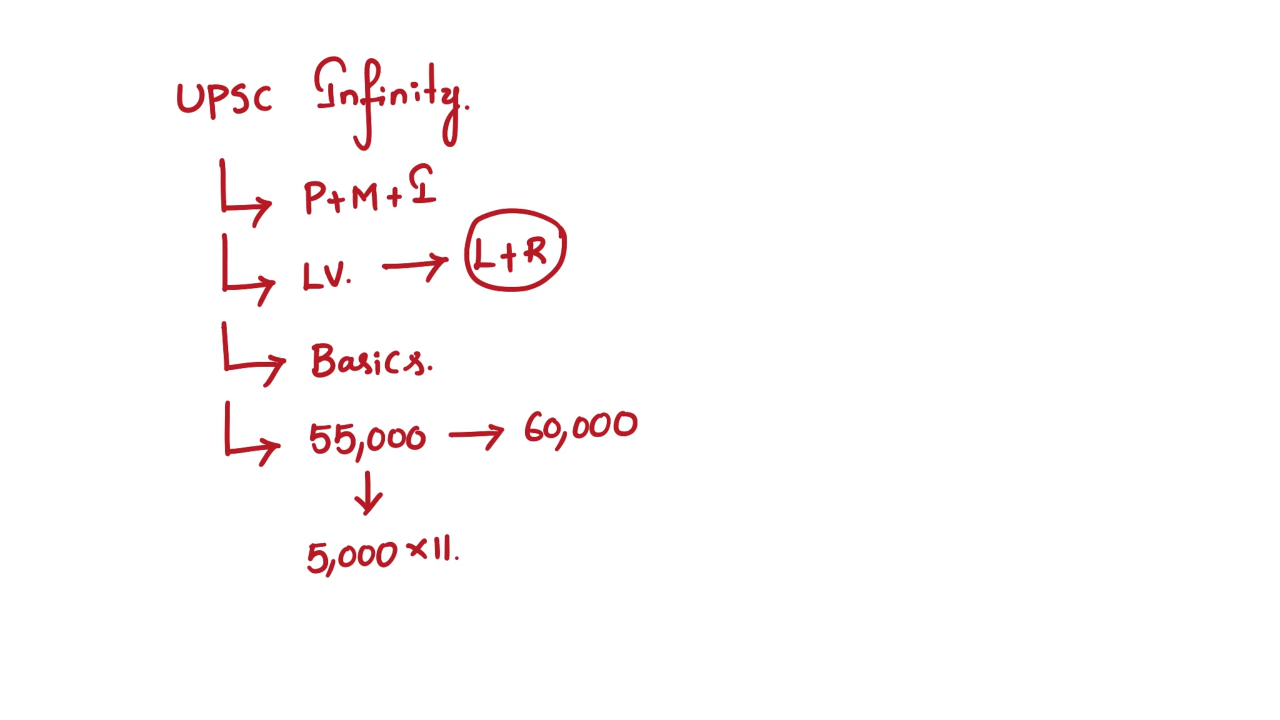 UPSC Infinity.
P+M+I
LV. → L+R
Basics.
55,000 → 60,000
5,000 × 11.